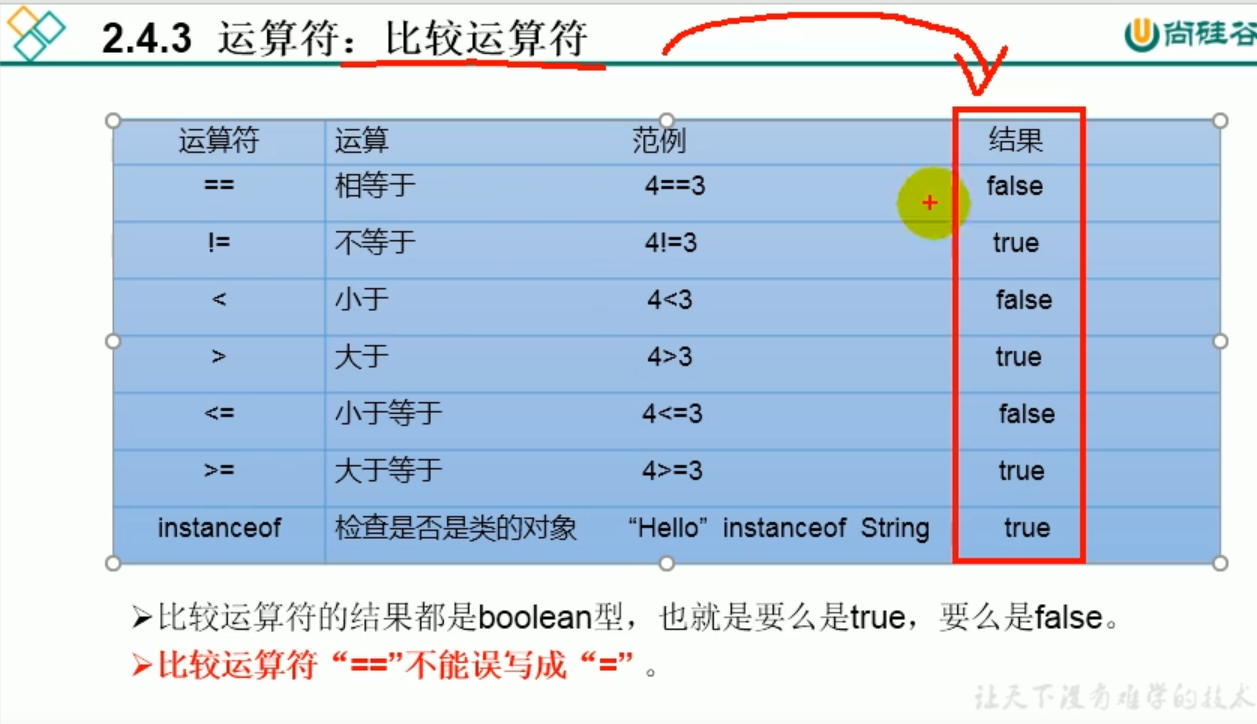 2.4.3 运算符：比较运算符
尚硅谷
运算符 运算 范例 结果
== 相等于 4==3 false
!= 不等于 4!=3 true
< 小于 4<3 false
> 大于 4>3 true
<= 小于等于 4<=3 false
>= 大于等于 4>=3 true
instanceof 检查是否是类的对象 “Hello” instanceof String true
➢比较运算符的结果都是boolean型，也就是要么是true，要么是false。
➢比较运算符“==”不能误写成“=” 。
让天下没有难学的技术